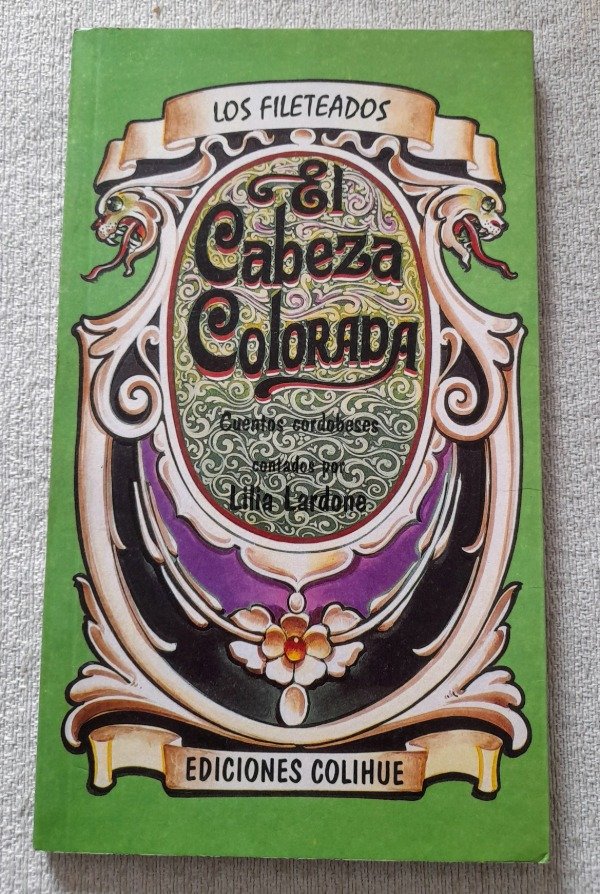 LOS FILETEADOS
El
Cabeza
Colorada
Cuentos cordobeses
contados por
Lilia Lardone
EDICIONES COLIHUE